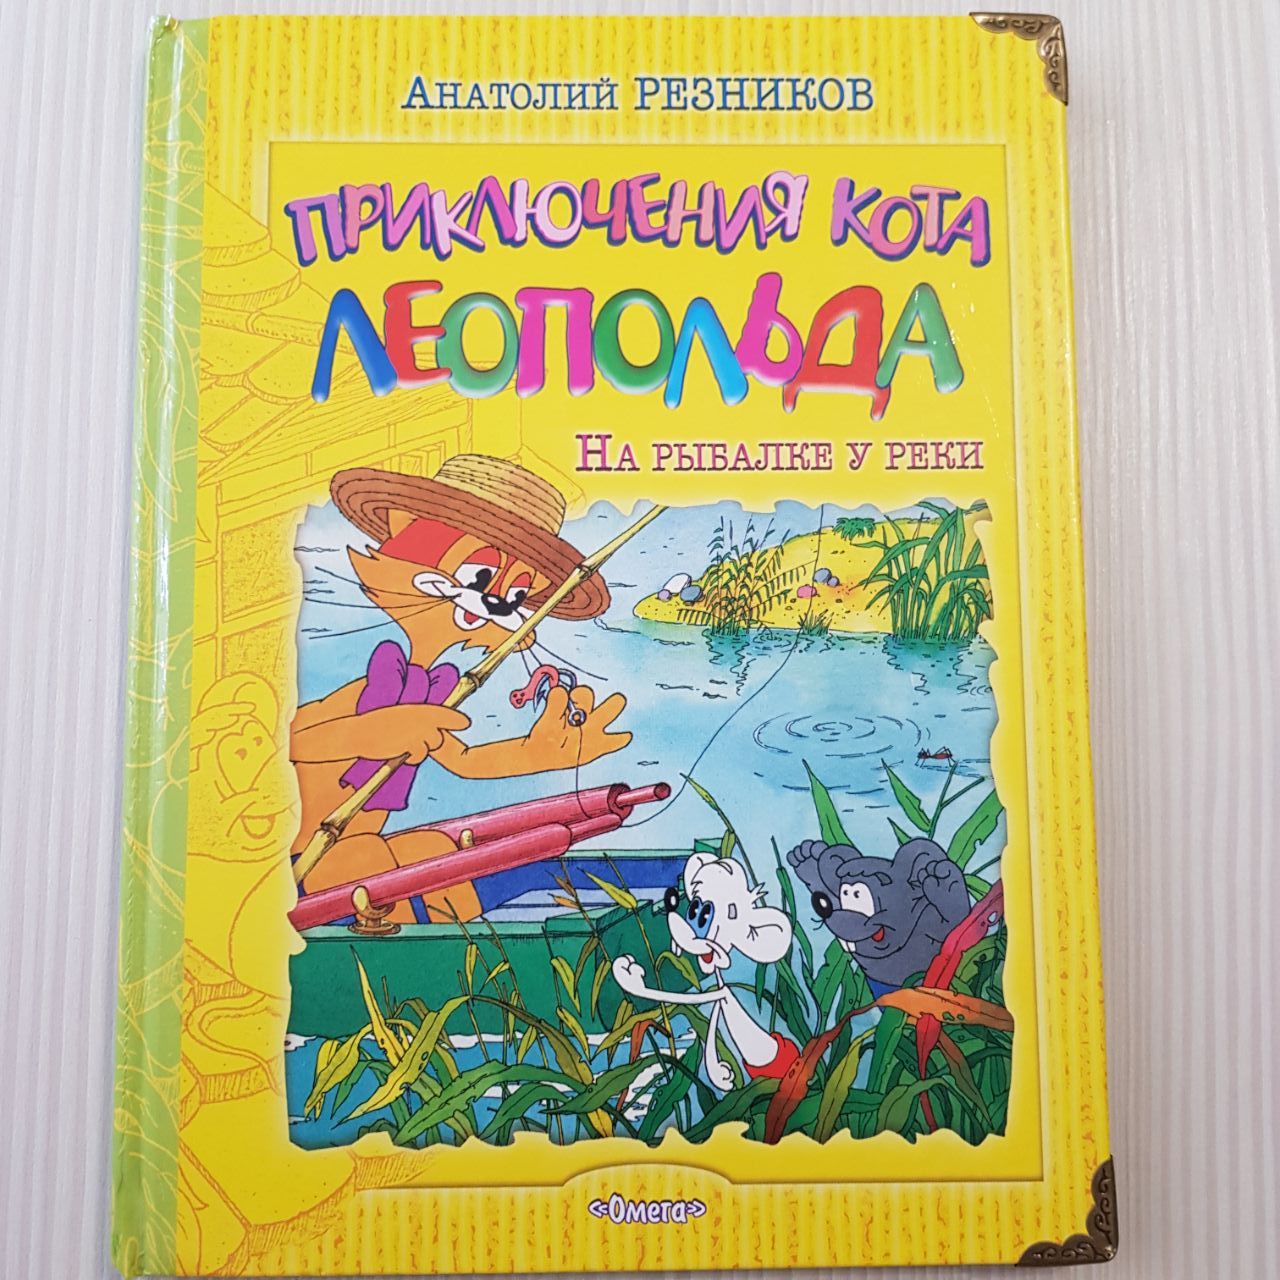 Анатолий РЕЗНИКОВ
ПРИКЛЮЧЕНИЯ КОТА
ЛЕОПОЛЬДА
НА РЫБАЛКЕ У РЕКИ
«Омега»